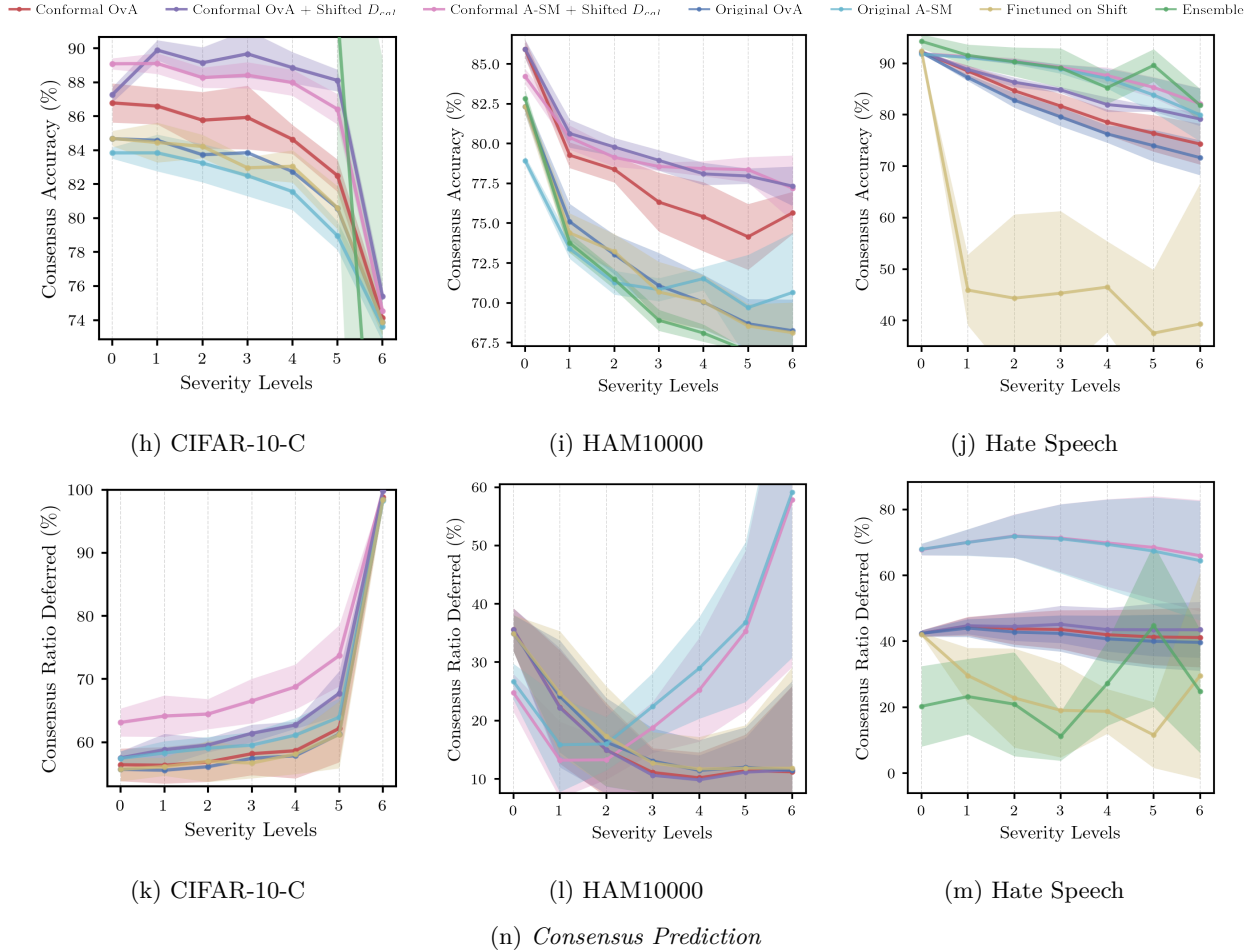 Conformal OvA Conformal OvA + Shifted D_cal Conformal A-SM + Shifted D_cal Original OvA Original A-SM Finetuned on Shift Ensemble
Consensus Accuracy (%)
90
88
86
84
82
80
78
76
74
0 1 2 3 4 5 6
Severity Levels
(h) CIFAR-10-C
Consensus Accuracy (%)
85.0
82.5
80.0
77.5
75.0
72.5
70.0
67.5
0 1 2 3 4 5 6
Severity Levels
(i) HAM10000
Consensus Accuracy (%)
90
80
70
60
50
40
0 1 2 3 4 5 6
Severity Levels
(j) Hate Speech
Consensus Ratio Deferred (%)
100
90
80
70
60
0 1 2 3 4 5 6
Severity Levels
(k) CIFAR-10-C
Consensus Ratio Deferred (%)
60
50
40
30
20
10
0 1 2 3 4 5 6
Severity Levels
(l) HAM10000
Consensus Ratio Deferred (%)
80
60
40
20
0
0 1 2 3 4 5 6
Severity Levels
(m) Hate Speech
(n) Consensus Prediction